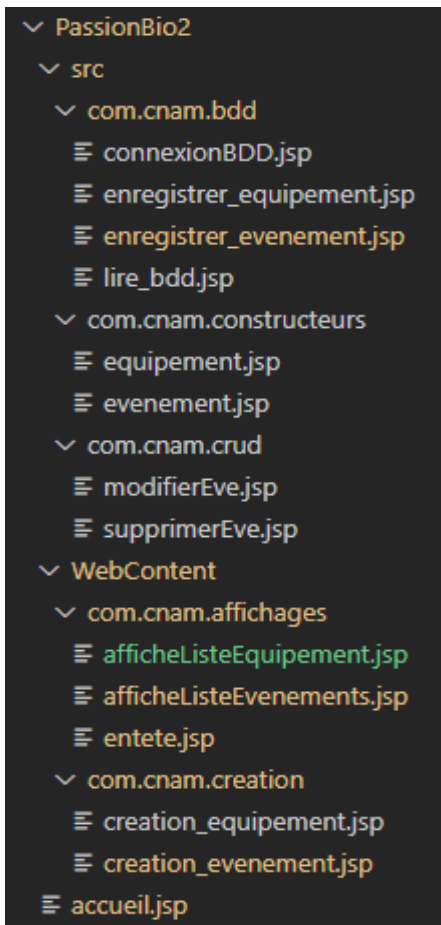 PassionBio2
src
com.cnam.bdd
connexionBDD.jsp
enregistrer_equipement.jsp
enregistrer_evenement.jsp
lire_bdd.jsp
com.cnam.constructeurs
equipement.jsp
evenement.jsp
com.cnam.crud
modifierEve.jsp
supprimerEve.jsp
WebContent
com.cnam.affichages
afficheListeEquipement.jsp
afficheListeEvenements.jsp
entete.jsp
com.cnam.creation
creation_equipement.jsp
creation_evenement.jsp
accueil.jsp